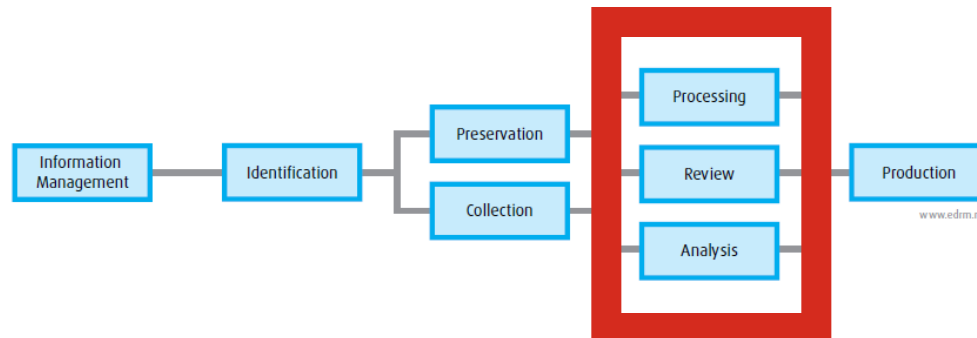 Information
Management
Identification
Preservation
Collection
Processing
Review
Analysis
Production